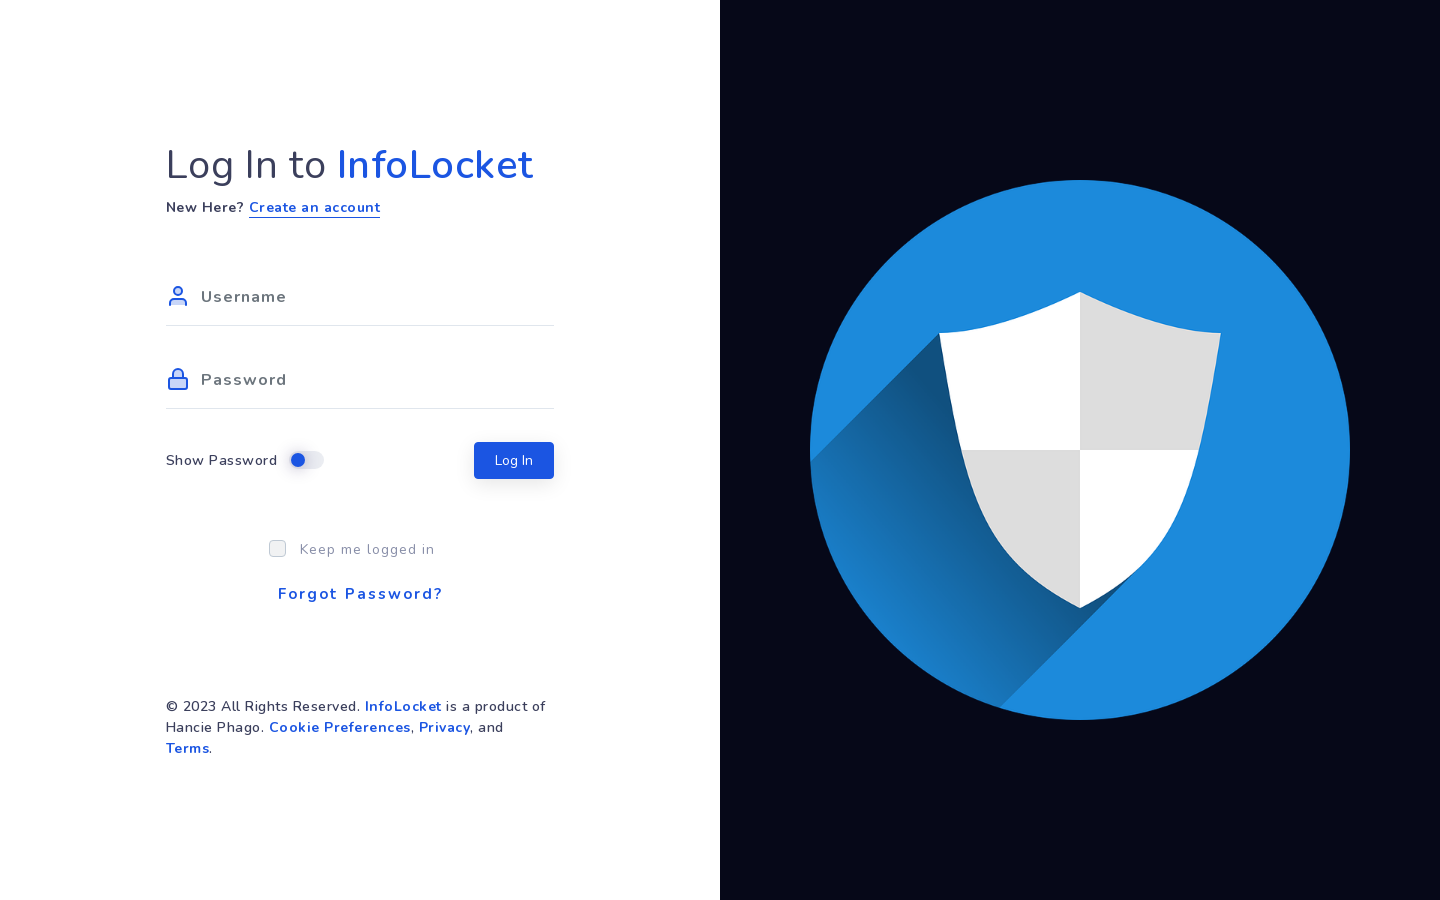 Log In to InfoLocket
New Here? Create an account
Username
Password
Show Password
Log In
Keep me logged in
Forgot Password?
© 2023 All Rights Reserved. InfoLocket is a product of
Hancie Phago. Cookie Preferences, Privacy, and
Terms.